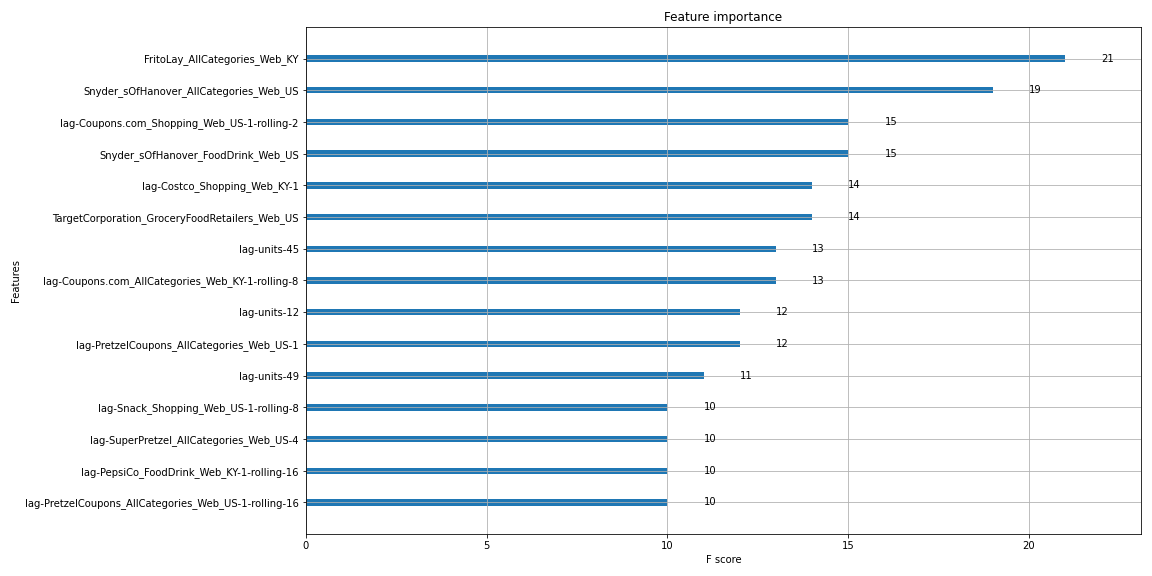 Feature importance
FritoLay_AllCategories_Web_KY 21
Snyder_sOfHanover_AllCategories_Web_US 19
lag-Coupons.com_Shopping_Web_US-1-rolling-2 15
Snyder_sOfHanover_FoodDrink_Web_US 15
lag-Costco_Shopping_Web_KY-1 14
TargetCorporation_GroceryFoodRetailers_Web_US 14
lag-units-45 13
lag-Coupons.com_AllCategories_Web_KY-1-rolling-8 13
lag-units-12 12
lag-PretzelCoupons_AllCategories_Web_US-1 12
lag-units-49 11
lag-Snack_Shopping_Web_US-1-rolling-8 10
lag-SuperPretzel_AllCategories_Web_US-4 10
lag-PepsiCo_FoodDrink_Web_KY-1-rolling-16 10
lag-PretzelCoupons_AllCategories_Web_US-1-rolling-16 10
Features
0 5 10 15 20
F score